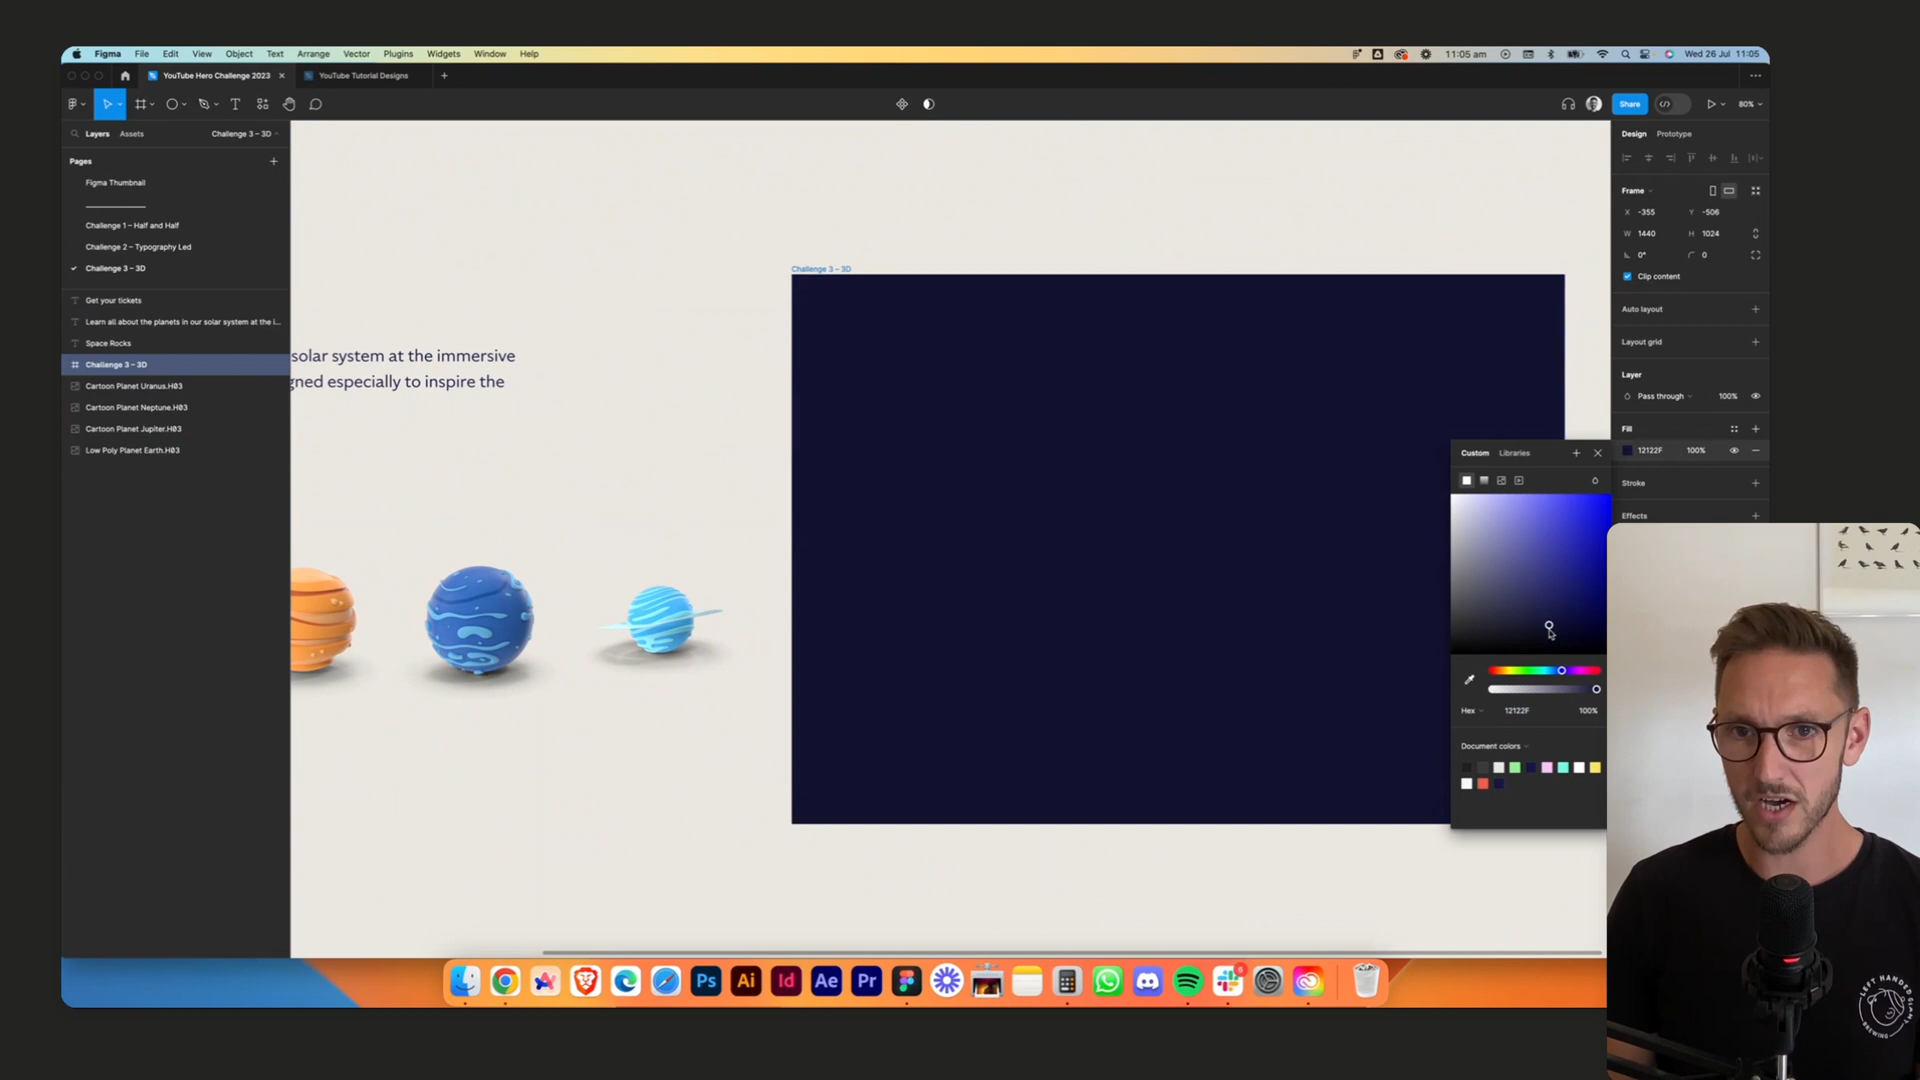 Figma File Edit View Object Text Arrange Vector Plugins Widgets Window Help 11:05 am Wed 26 Jul 11:05
YouTube Hero Challenge 2023 YouTube Tutorial Designs
Share 80%
Layers Assets Challenge 3 – 3D
Pages
Figma Thumbnail
Challenge 1 – Half and Half
Challenge 2 – Typography Led
Challenge 3 – 3D
Get your tickets
Learn all about the planets in our solar system at the i...
Space Rocks
Challenge 3 – 3D
Cartoon Planet Uranus.H03
Cartoon Planet Neptune.H03
Cartoon Planet Jupiter.H03
Low Poly Planet Earth.H03
solar system at the immersive
gned especially to inspire the
Challenge 3 – 3D
Design Prototype
Frame
X -355 Y -506
W 1440 H 1024
0° 0
Clip content
Auto layout
Layout grid
Layer
Pass through 100%
Fill
12122F 100%
Stroke
Effects
Custom Libraries
Hex 12122F 100%
Document colors
Ps Ai Id Ae Pr 6
LEFT HANDED GIANT
BREWING